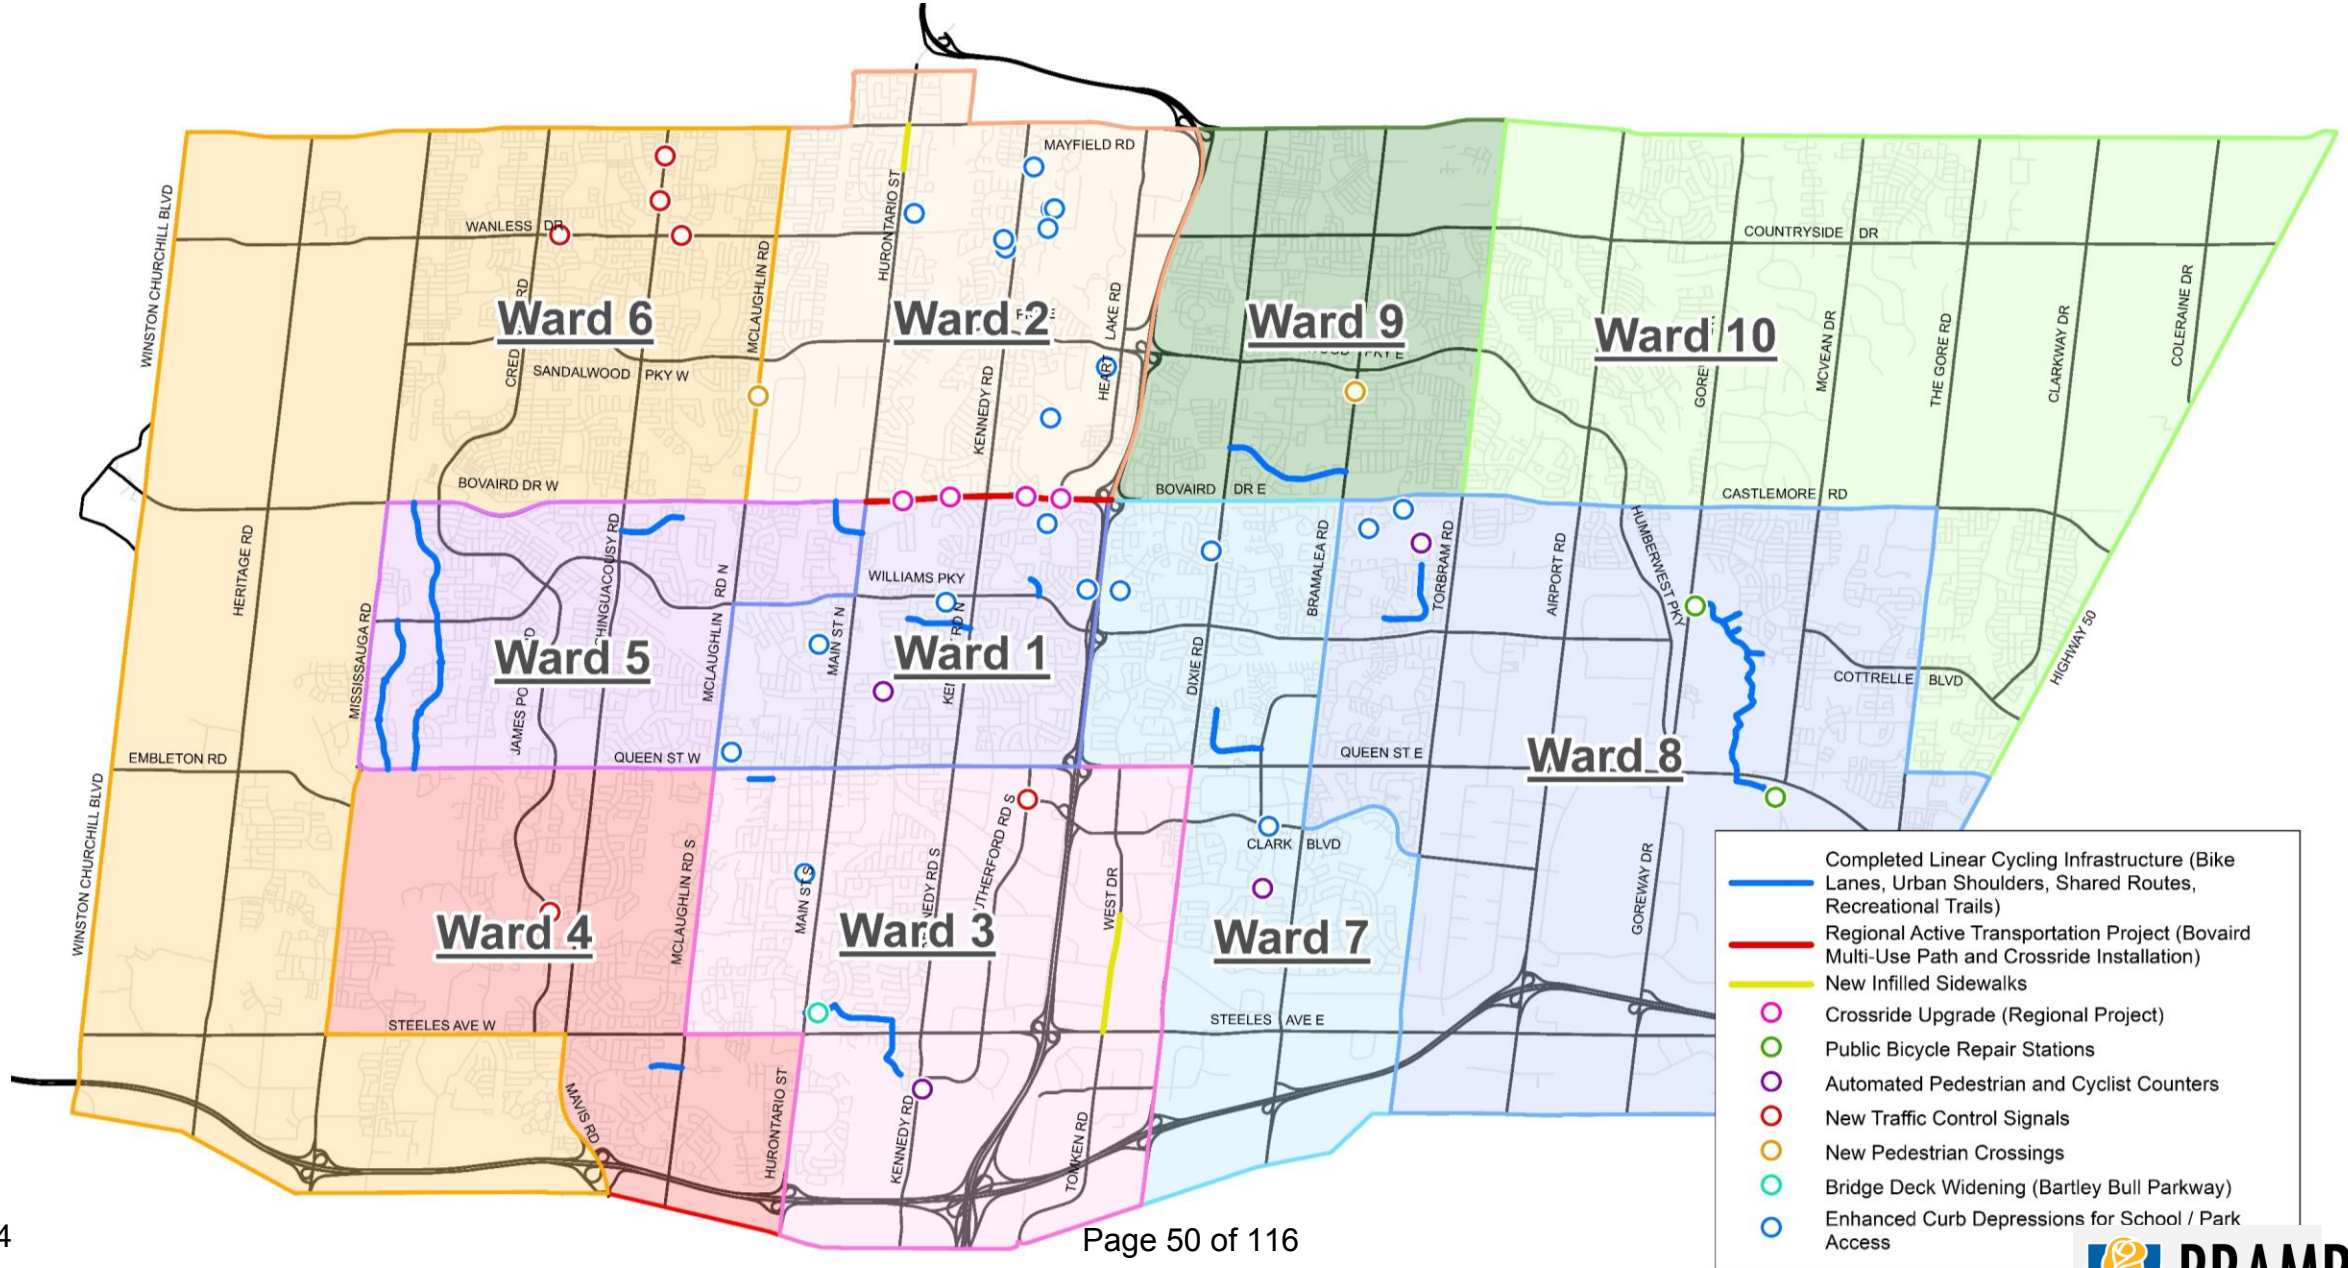 MAYFIELD RD
WINSTON CHURCHILL BLVD
WANLESS DR
HURONTARIO ST
MCLAUGHLIN RD
COUNTRYSIDE DR
COLERAINE DR
Ward 6
Ward 2
Ward 9
Ward 10
LAKE RD
HEART
SANDALWOOD PKY W
PKY E
KENNEDY RD
MCVEAN DR
THE GORE RD
CLARKWAY DR
BOVAIRD DR W
BOVAIRD DR E
CASTLEMORE RD
HERITAGE RD
MISSISSAUGA RD
CHINGUACOUSY RD
MCLAUGHLIN RD N
WILLIAMS PKY
MAIN ST N
DIXIE RD
BRAMALEA RD
TORBRAM RD
AIRPORT RD
HUMBERWEST PKY
COTTRELLE BLVD
HIGHWAY 50
Ward 5
Ward 1
Ward 8
EMBLETON RD
QUEEN ST W
QUEEN ST E
WINSTON CHURCHILL BLVD
MCLAUGHLIN RD S
MAIN ST S
WEST DR
CLARK BLVD
GOREWAY DR
Ward 4
Ward 3
Ward 7
STEELES AVE W
STEELES AVE E
MAVIS RD
HURONTARIO ST
KENNEDY RD
TOMKEN RD
Completed Linear Cycling Infrastructure (Bike
Lanes, Urban Shoulders, Shared Routes,
Recreational Trails)
Regional Active Transportation Project (Bovaird
Multi-Use Path and Crossride Installation)
New Infilled Sidewalks
Crossride Upgrade (Regional Project)
Public Bicycle Repair Stations
Automated Pedestrian and Cyclist Counters
New Traffic Control Signals
New Pedestrian Crossings
Bridge Deck Widening (Bartley Bull Parkway)
Enhanced Curb Depressions for School / Park
Access
4
Page 50 of 116